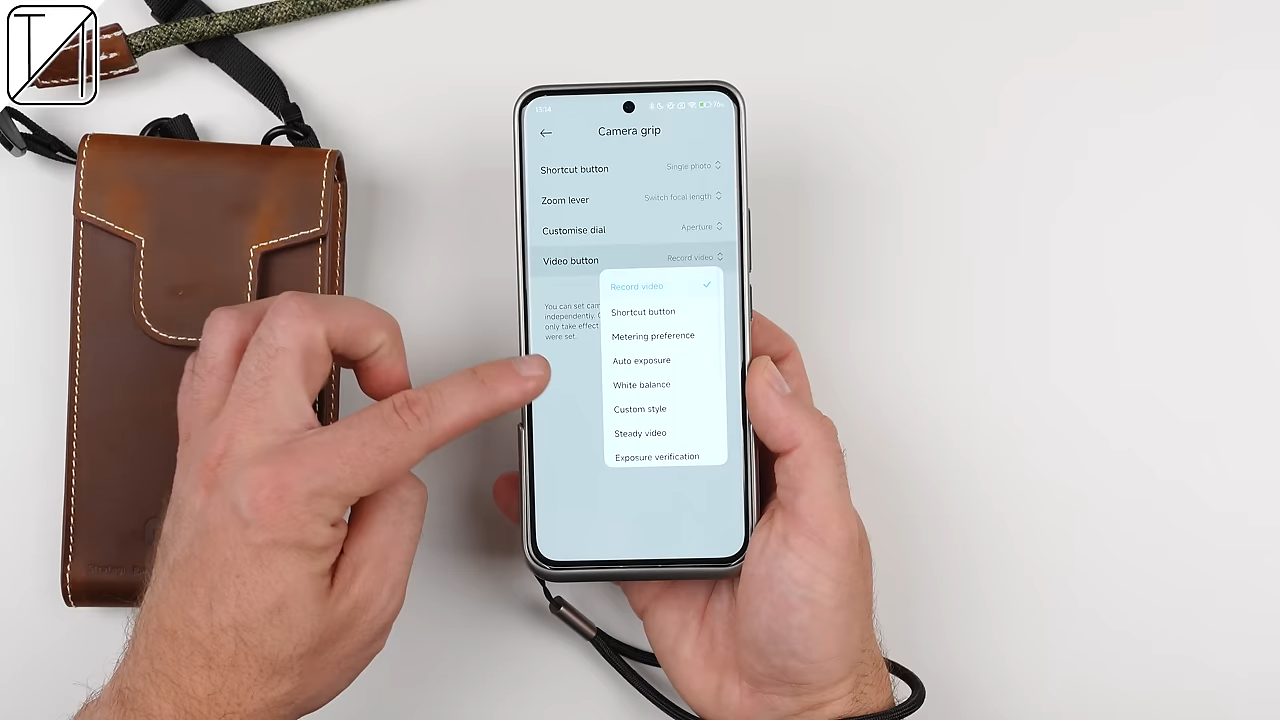 13:14
Camera grip
Shortcut button Single photo
Zoom lever Switch focal length
Customise dial Aperture
Video button Record video
Record video
Shortcut button
Metering preference
Auto exposure
White balance
Custom style
Steady video
Exposure verification
You can set cam
independently.
only take effect
were set.